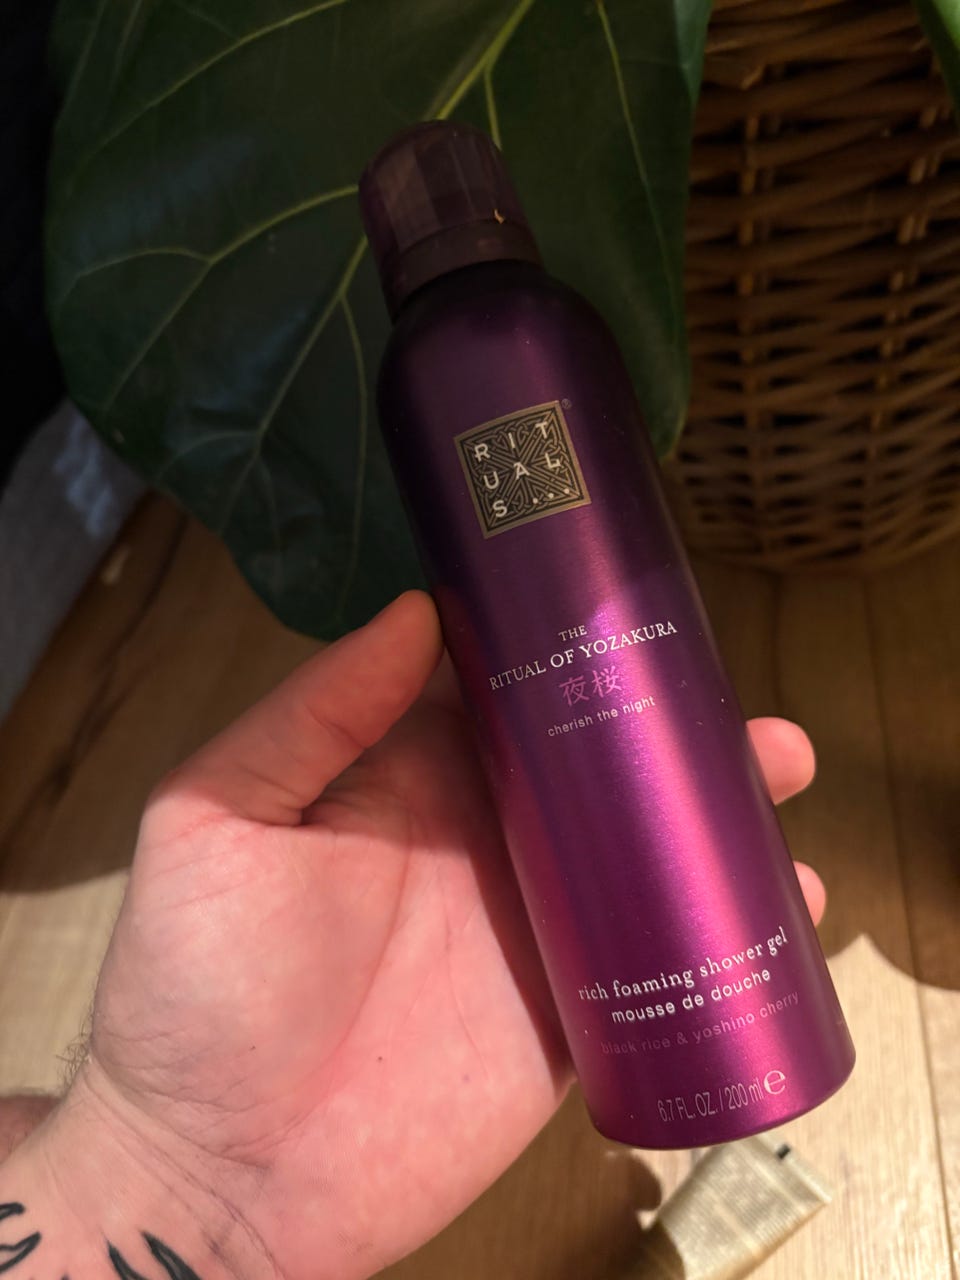 RIT
UAL
S...
®
THE
RITUAL OF YOZAKURA
夜桜
cherish the night
rich foaming shower gel
mousse de douche
black rice & yoshino cherry
6.7 FL. OZ. / 200 ml ℮